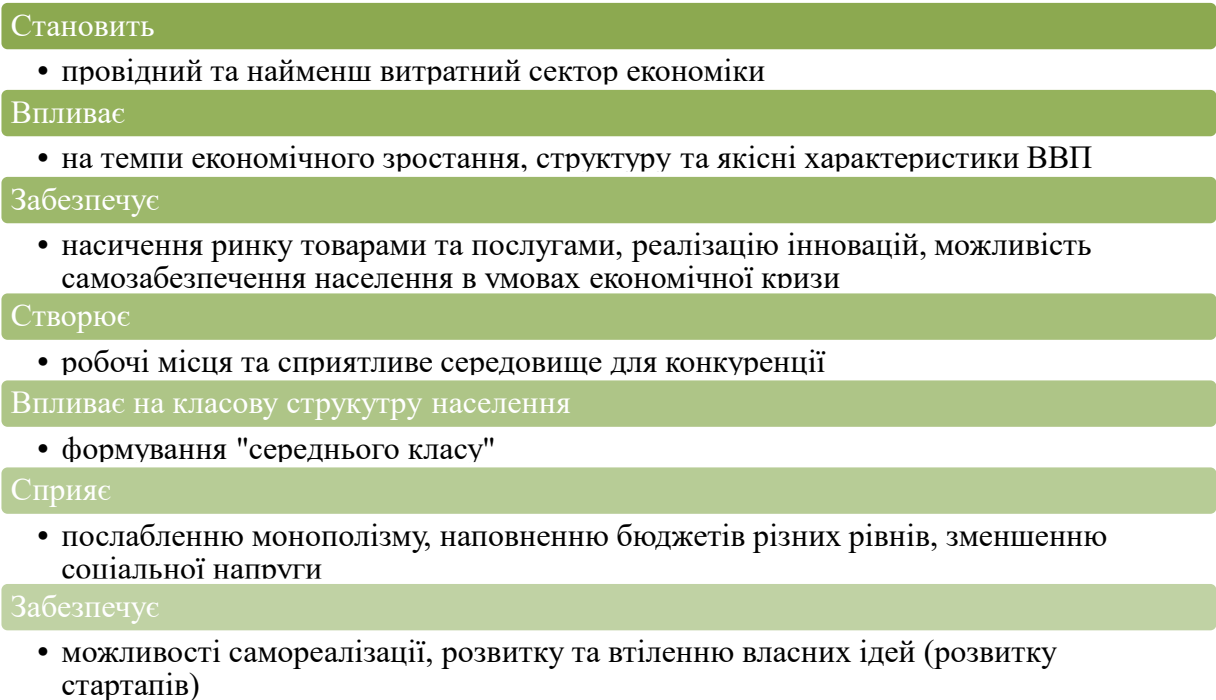 Становить
• провідний та найменш витратний сектор економіки
Впливає
• на темпи економічного зростання, структуру та якісні характеристики ВВП
Забезпечує
• насичення ринку товарами та послугами, реалізацію інновацій, можливість
самозабезпечення населення в умовах економічної кризи
Створює
• робочі місця та сприятливе середовище для конкуренції
Впливає на класову струкутру населення
• формування "середнього класу"
Сприяє
• послабленню монополізму, наповненню бюджетів різних рівнів, зменшенню
соціальної напруги
Забезпечує
• можливості самореалізації, розвитку та втіленню власних ідей (розвитку
стартапів)